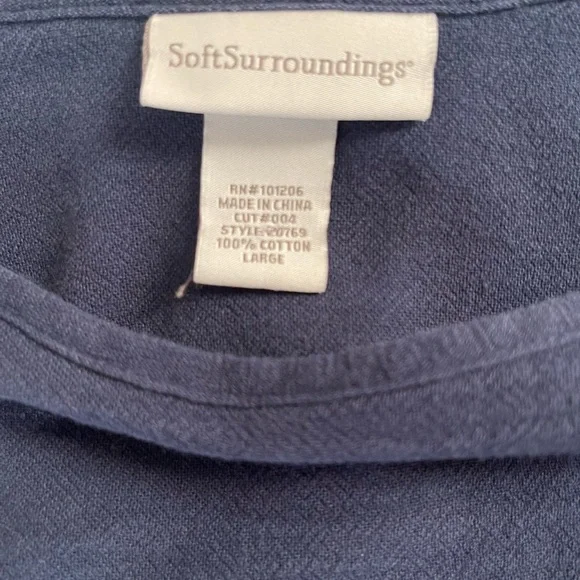 SoftSurroundings®
RN#101206
MADE IN CHINA
CUT#004
STYLE:20769
100% COTTON
LARGE